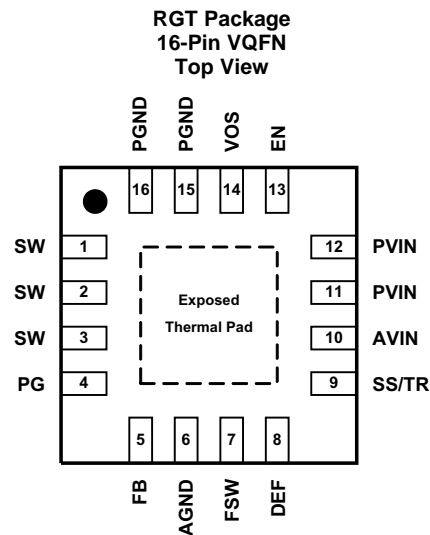 RGT Package
16-Pin VQFN
Top View
PGND
PGND
VOS
EN
16
15
14
13
SW
1
12
PVIN
SW
2
Exposed
11
PVIN
SW
3
Thermal Pad
10
AVIN
PG
4
9
SS/TR
5
6
7
8
FB
AGND
FSW
DEF